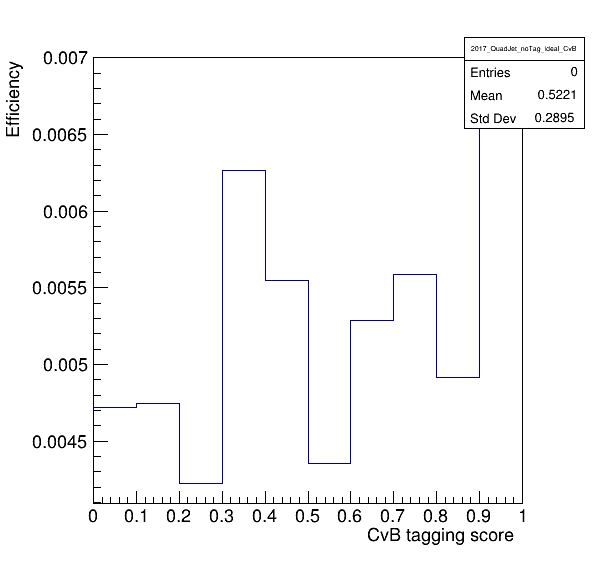 2017_QuadJet_noTag_ideal_CvB
Entries 0
Mean 0.5221
Std Dev 0.2895
Efficiency
0.007
0.0065
0.006
0.0055
0.005
0.0045
0 0.1 0.2 0.3 0.4 0.5 0.6 0.7 0.8 0.9 1
CvB tagging score